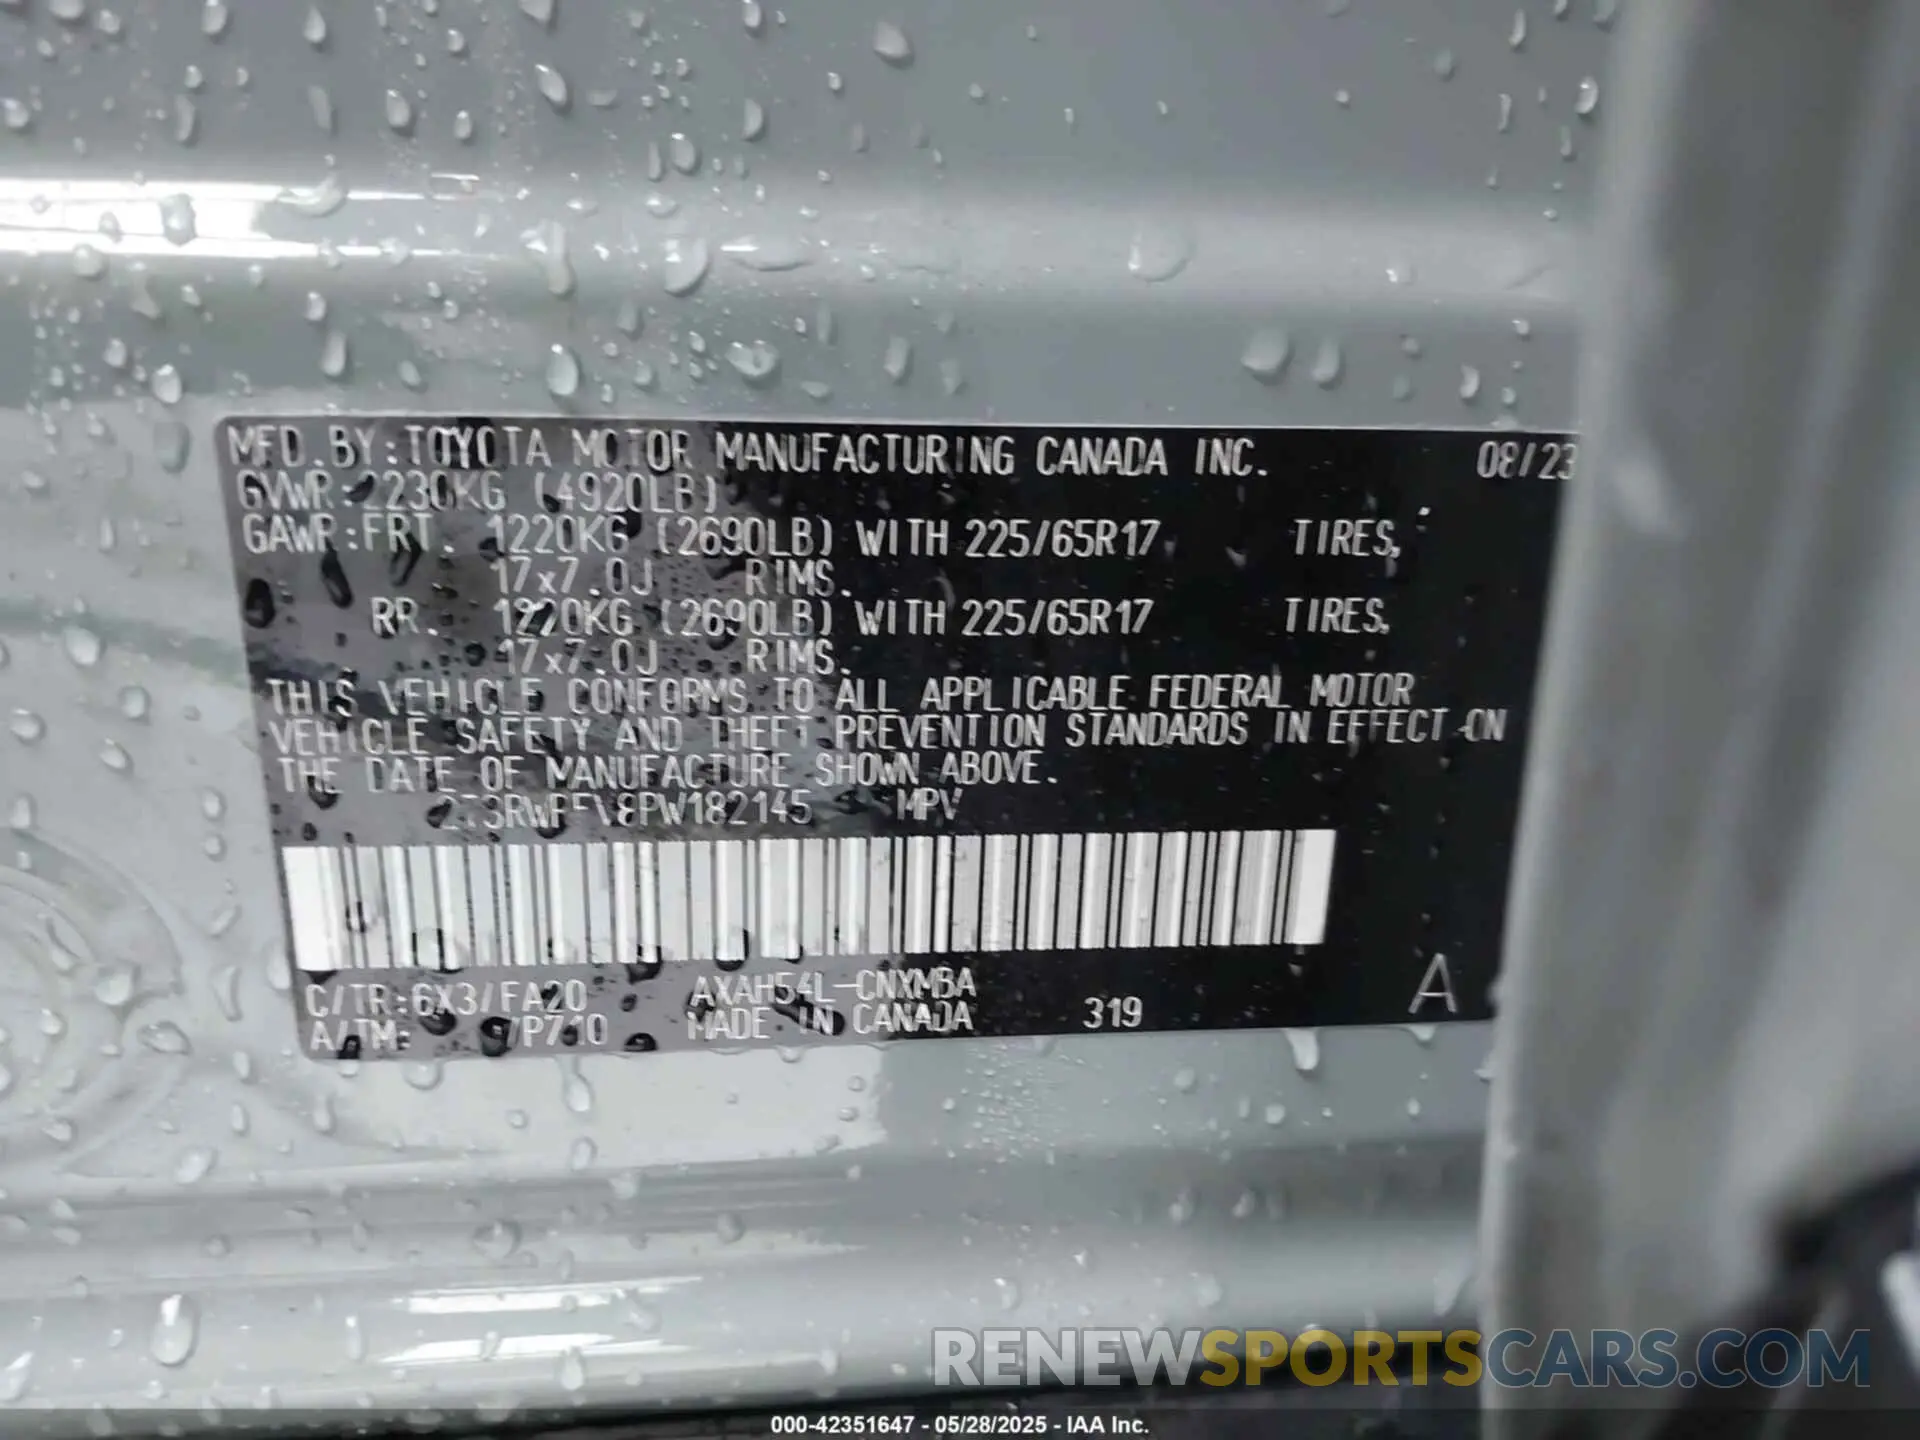 MFD. BY: TOYOTA MOTOR MANUFACTURING CANADA INC. 08/23
GVWR: 2230KG (4920LB)
GAWR: FRT. 1220KG (2690LB) WITH 225/65R17 TIRES,
17x7.0J RIMS.
RR. 1220KG (2690LB) WITH 225/65R17 TIRES,
17x7.0J RIMS.
THIS VEHICLE CONFORMS TO ALL APPLICABLE FEDERAL MOTOR
VEHICLE SAFETY AND THEFT PREVENTION STANDARDS IN EFFECT ON
THE DATE OF MANUFACTURE SHOWN ABOVE.
MPV
C/TR: 6X3/FA20 AXAH54L-CNXMBA
A/TM: /P710 MADE IN CANADA 319 A
RENEWSPORTSCARS.COM
000-42351647 - 05/28/2025 - IAA Inc.